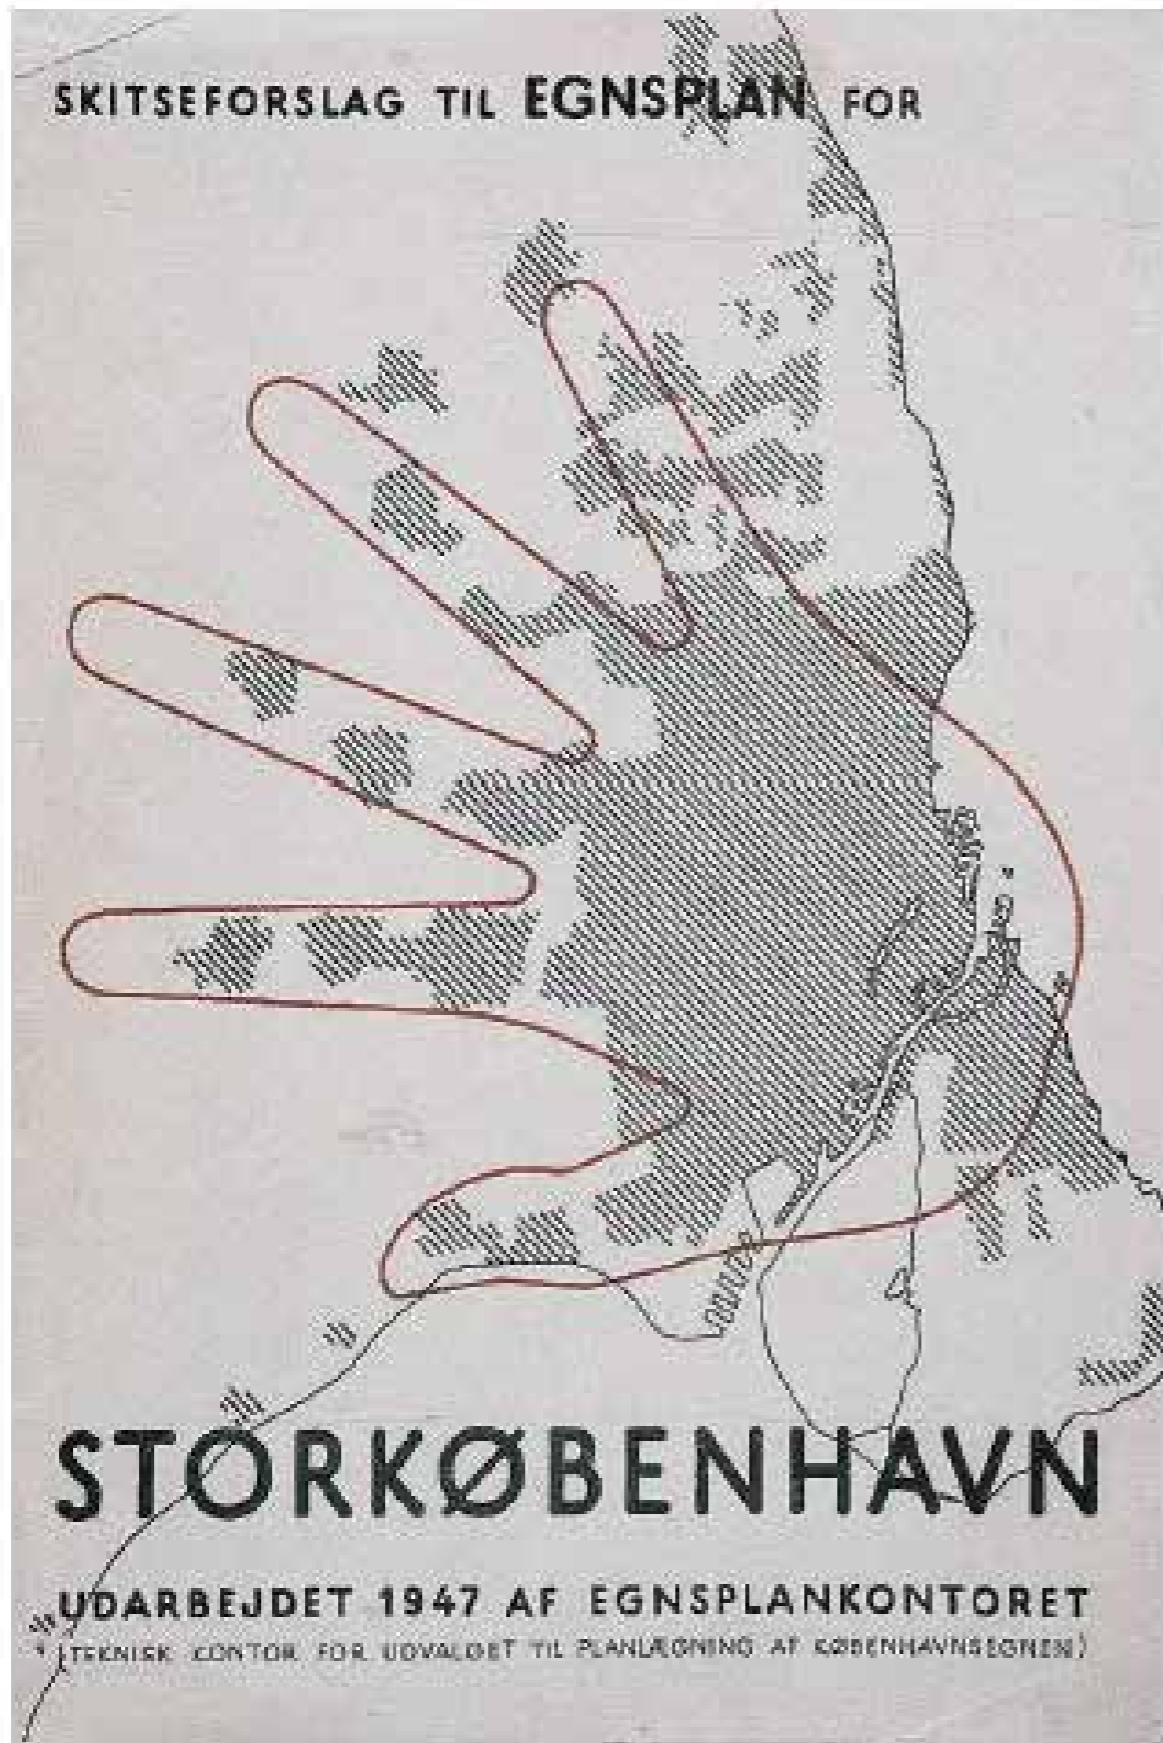 SKITSEFORSLAG TIL EGNSPLAN FOR
STORKØBENHAVN
UDARBEJDET 1947 AF EGNSPLANKONTORET
(TEKNISK KONTOR FOR UDVALGET TIL PLANLÆGNING AF KØBENHAVNSEGNEN)